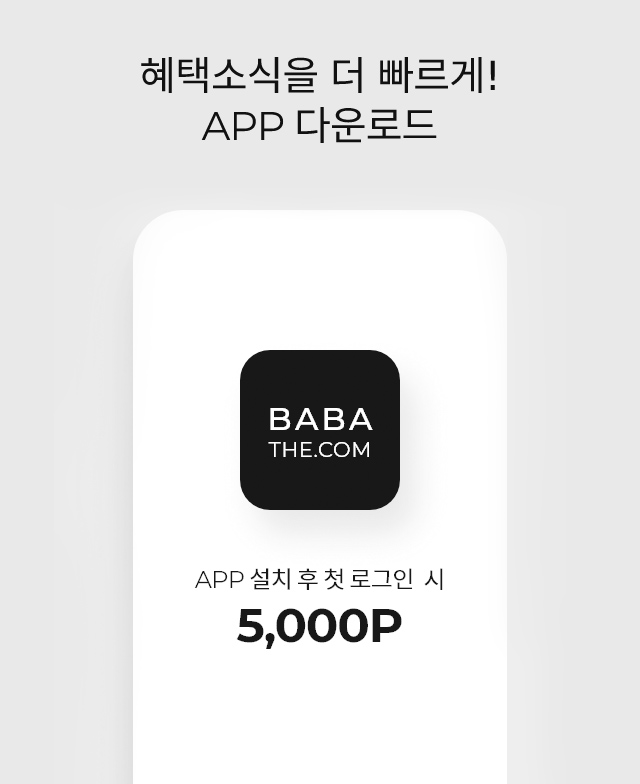 혜택소식을 더 빠르게!
APP 다운로드
BABA
THE.COM
APP 설치 후 첫 로그인 시
5,000P